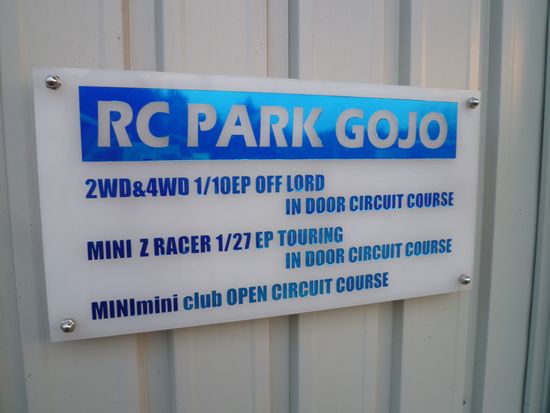 RC PARK GOJO
2WD&4WD 1/10EP OFF LORD
IN DOOR CIRCUIT COURSE
MINI Z RACER 1/27 EP TOURING
IN DOOR CIRCUIT COURSE
MINImini club OPEN CIRCUIT COURSE